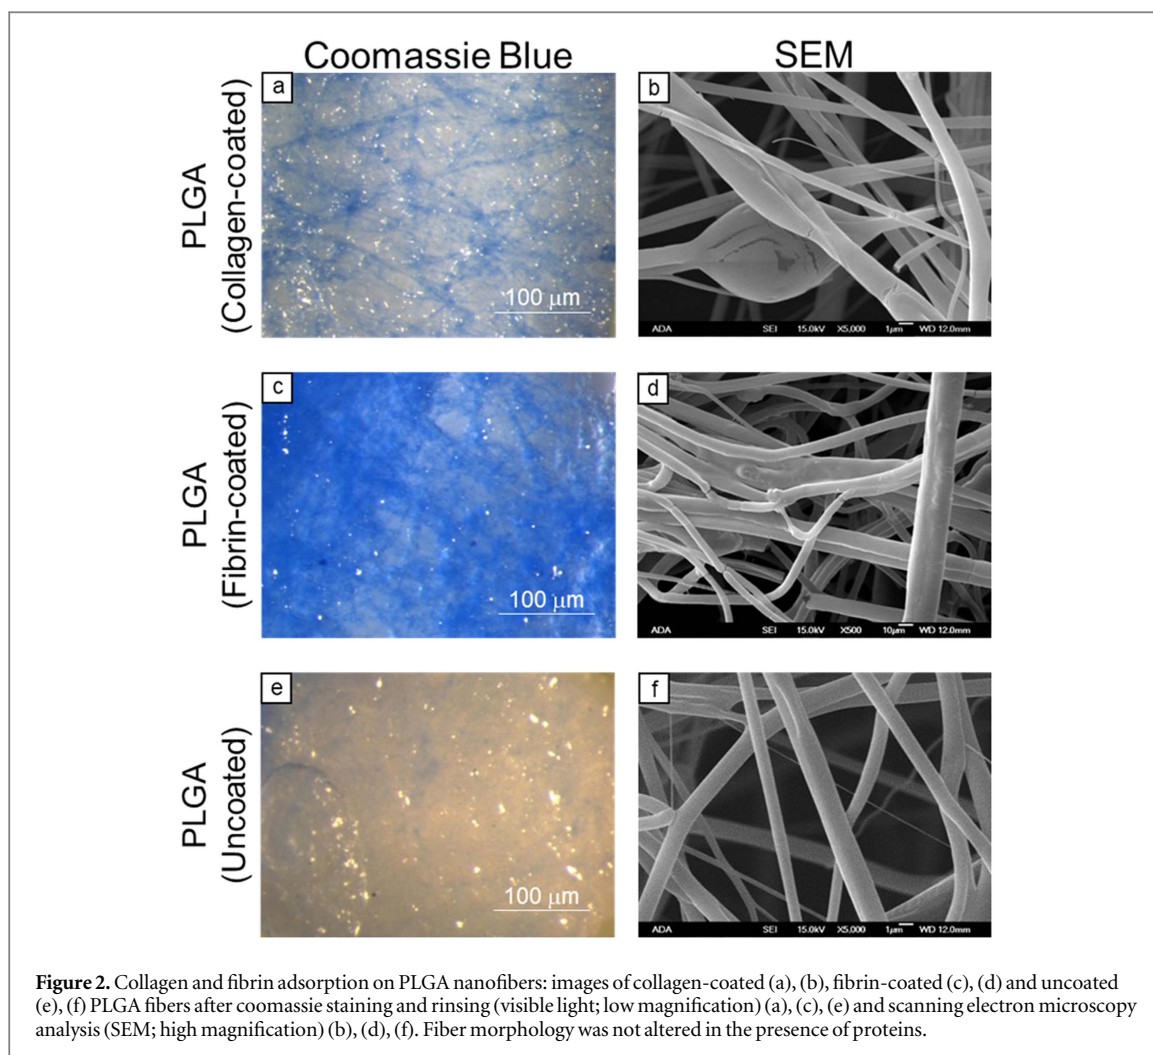 Coomassie Blue SEM
PLGA
(Collagen-coated)
a
100 μm
b
ADA SEI 15.0kV X5,000 1μm WD 12.0mm
PLGA
(Fibrin-coated)
c
100 μm
d
ADA SEI 15.0kV X500 10μm WD 12.0mm
PLGA
(Uncoated)
e
100 μm
f
ADA SEI 15.0kV X5,000 1μm WD 12.0mm
Figure 2. Collagen and fibrin adsorption on PLGA nanofibers: images of collagen-coated (a), (b), fibrin-coated (c), (d) and uncoated
(e), (f) PLGA fibers after coomassie staining and rinsing (visible light; low magnification) (a), (c), (e) and scanning electron microscopy
analysis (SEM; high magnification) (b), (d), (f). Fiber morphology was not altered in the presence of proteins.